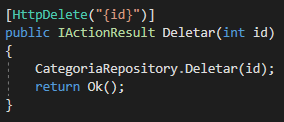 [HttpDelete("{id}")]
public IActionResult Deletar(int id)
{
CategoriaRepository.Deletar(id);
return Ok();
}